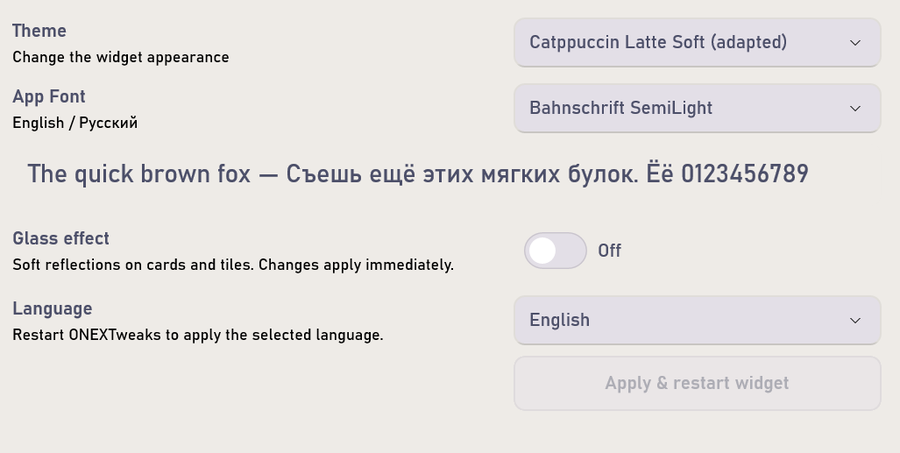 Theme
Change the widget appearance
Catppuccin Latte Soft (adapted)
App Font
English / Русский
Bahnschrift SemiLight
The quick brown fox — Съешь ещё этих мягких булок. Ёё 0123456789
Glass effect
Soft reflections on cards and tiles. Changes apply immediately.
Off
Language
Restart ONEXTweaks to apply the selected language.
English
Apply & restart widget